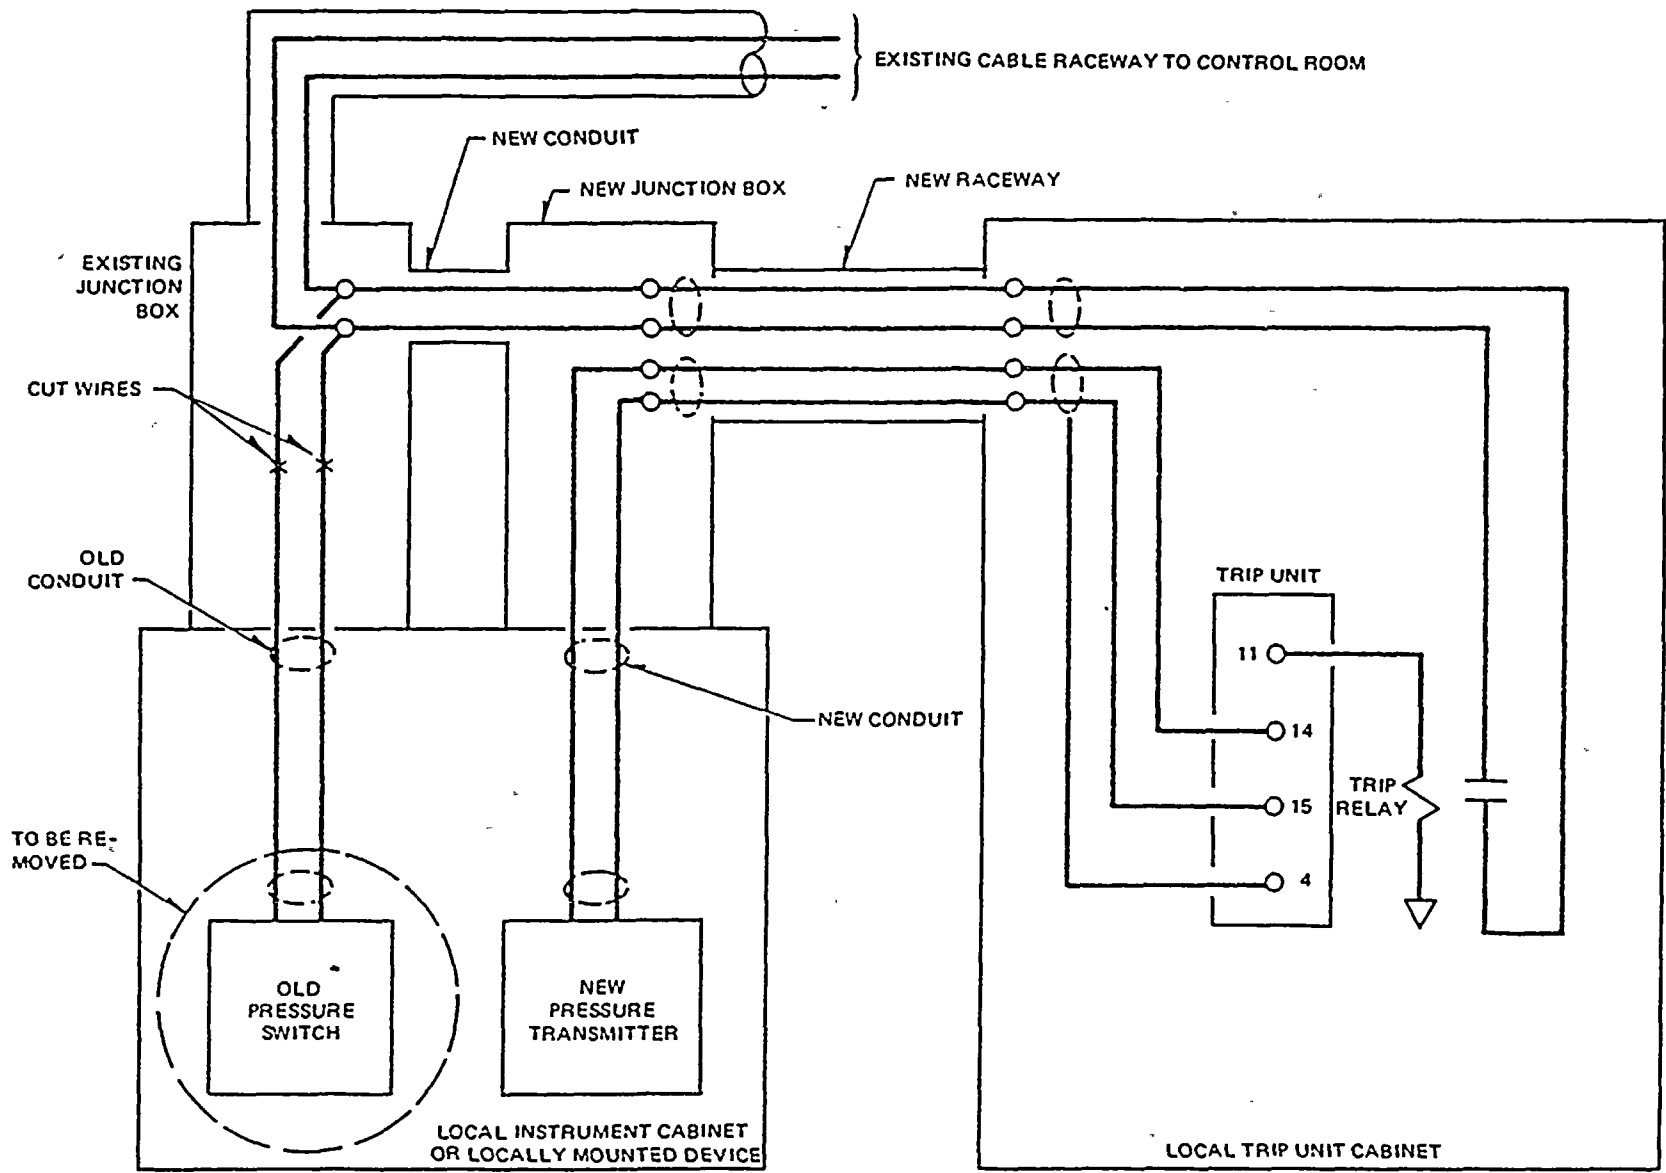 EXISTING CABLE RACEWAY TO CONTROL ROOM
NEW CONDUIT
NEW JUNCTION BOX
NEW RACEWAY
EXISTING
JUNCTION
BOX
CUT WIRES
OLD
CONDUIT
TRIP UNIT
11
14
NEW CONDUIT
TRIP
RELAY
15
4
TO BE RE-
MOVED
OLD
PRESSURE
SWITCH
NEW
PRESSURE
TRANSMITTER
LOCAL INSTRUMENT CABINET
OR LOCALLY MOUNTED DEVICE
LOCAL TRIP UNIT CABINET